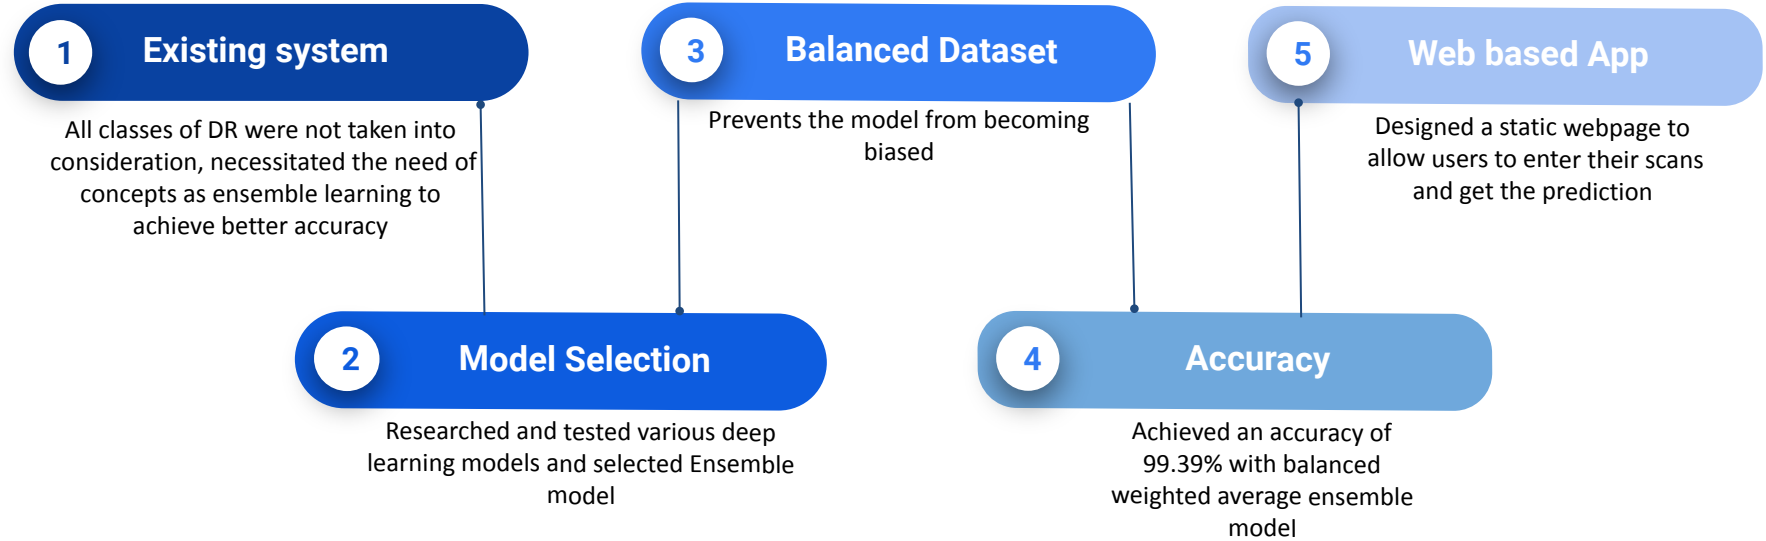 1
Existing system
All classes of DR were not taken into
consideration, necessitated the need of
concepts as ensemble learning to
achieve better accuracy
2
Model Selection
Researched and tested various deep
learning models and selected Ensemble
model
3
Balanced Dataset
Prevents the model from becoming
biased
4
Accuracy
Achieved an accuracy of
99.39% with balanced
weighted average ensemble
model
5
Web based App
Designed a static webpage to
allow users to enter their scans
and get the prediction